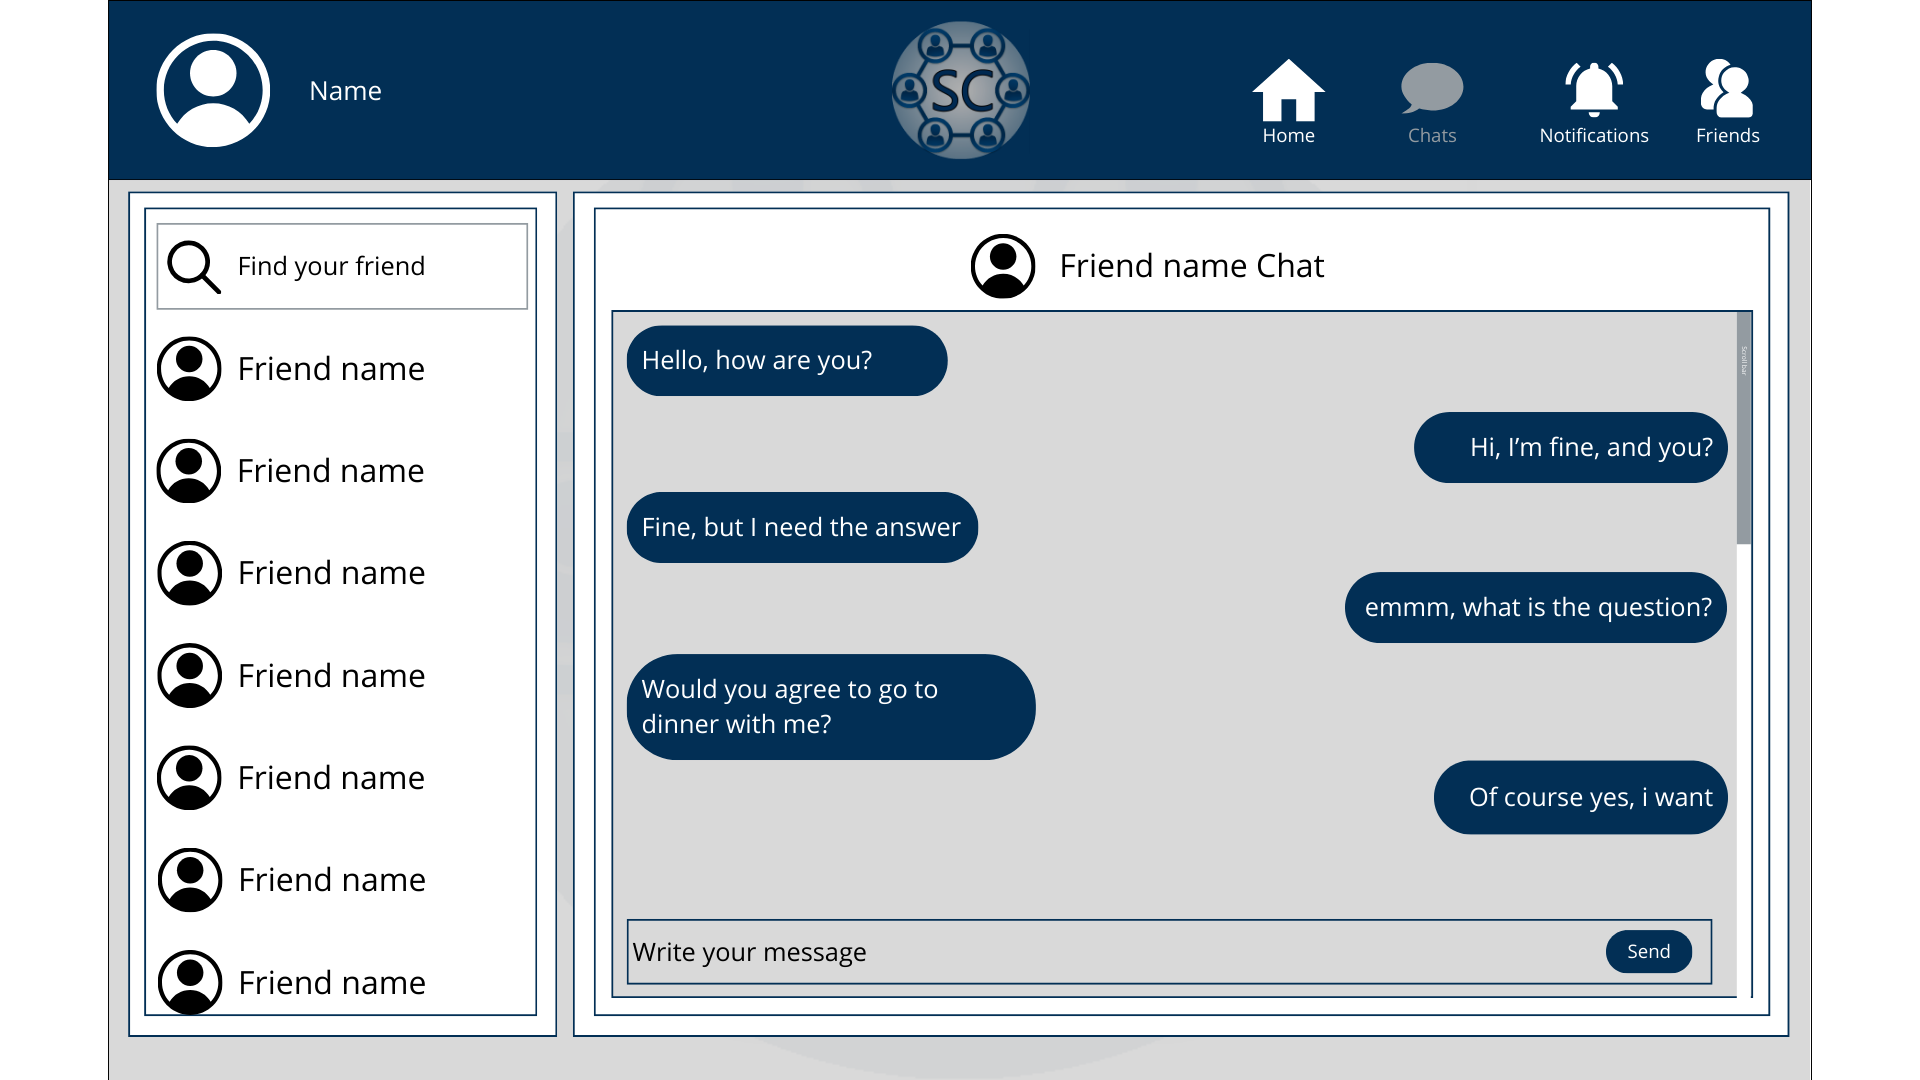 Name
SC
Home
Chats
Notifications
Friends
Find your friend
Friend name
Friend name
Friend name
Friend name
Friend name
Friend name
Friend name
Friend name Chat
Scroll bar
Hello, how are you?
Hi, I’m fine, and you?
Fine, but I need the answer
emmm, what is the question?
Would you agree to go to
dinner with me?
Of course yes, i want
Write your message
Send